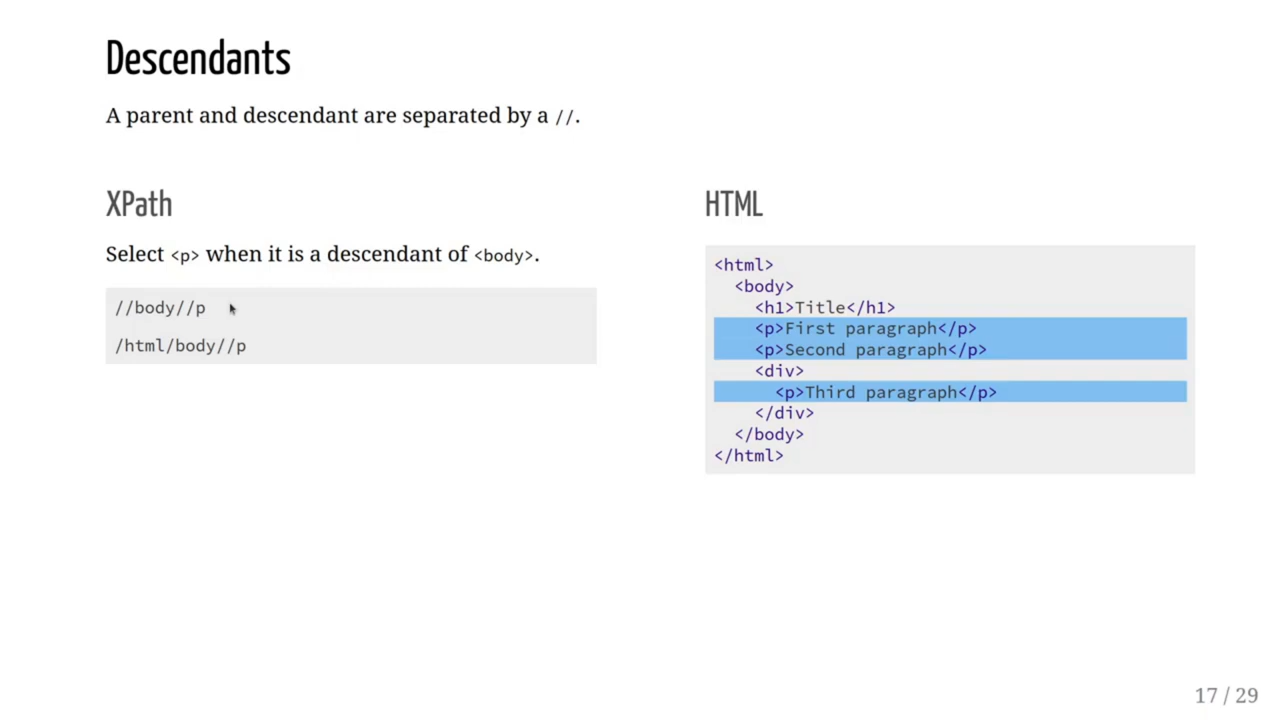 Descendants
A parent and descendant are separated by a //.
XPath
Select <p> when it is a descendant of <body>.
//body//p
/html/body//p
HTML
<html>
  <body>
    <h1>Title</h1>
    <p>First paragraph</p>
    <p>Second paragraph</p>
    <div>
      <p>Third paragraph</p>
    </div>
  </body>
</html>
17 / 29